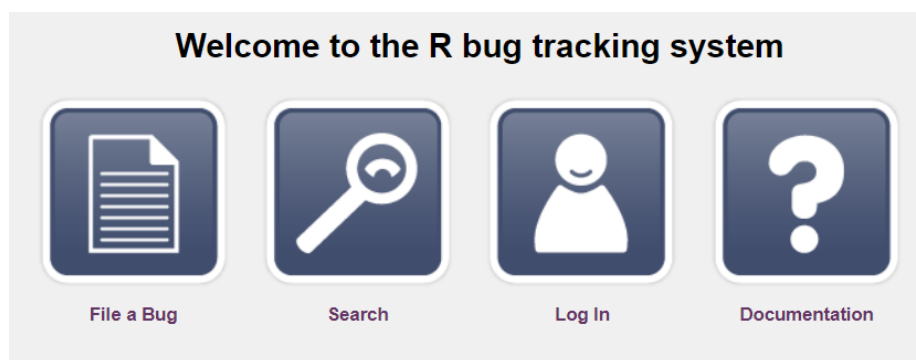 Welcome to the R bug tracking system
File a Bug
Search
Log In
Documentation